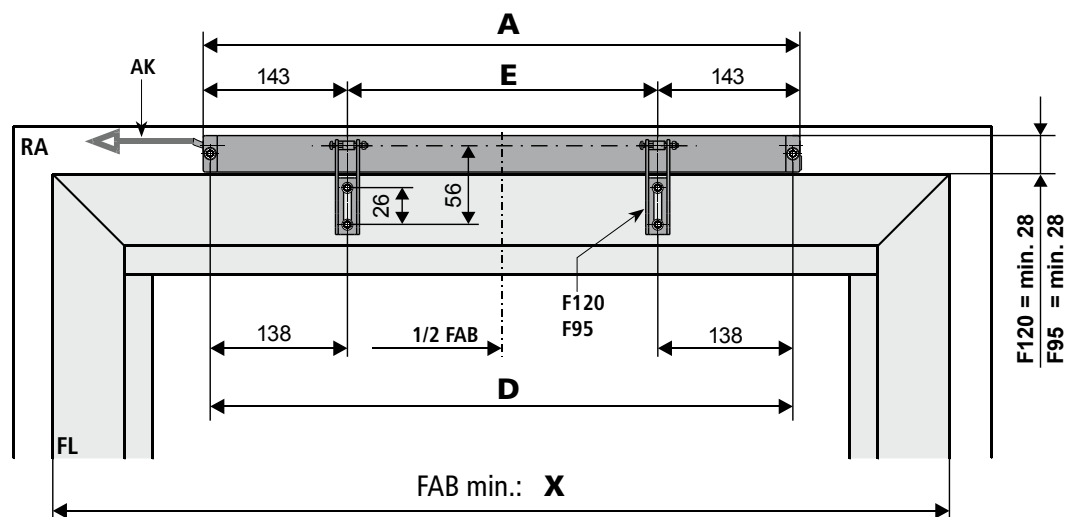 A
AK
143
E
143
RA
26
56
F120
F95
138
1/2 FAB
138
D
F120 = min. 28
F95 = min. 28
FL
FAB min.: X